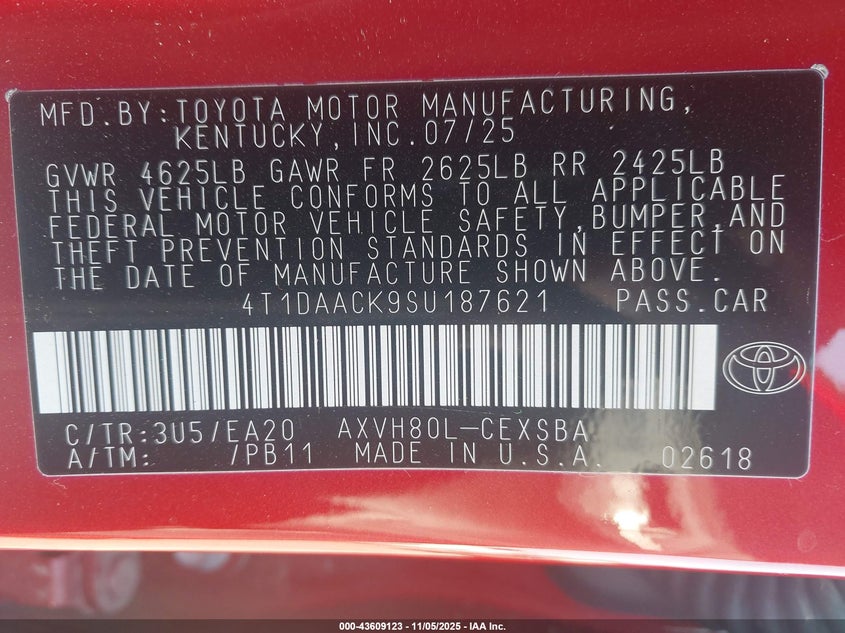 MFD.BY:TOYOTA MOTOR MANUFACTURING,
KENTUCKY,INC.07/25
GVWR 4625LB GAWR FR 2625LB RR 2425LB
THIS VEHICLE CONFORMS TO ALL APPLICABLE
FEDERAL MOTOR VEHICLE SAFETY,BUMPER,AND
THEFT PREVENTION STANDARDS IN EFFECT ON
THE DATE OF MANUFACTURE SHOWN ABOVE.
4T1DAACK9SU187621 PASS.CAR
C/TR:3U5/EA20 AXVH80L-CEXSBA
A/TM: /PB11 MADE IN U.S.A. 02618
000-43609123 - 11/05/2025 - IAA Inc.